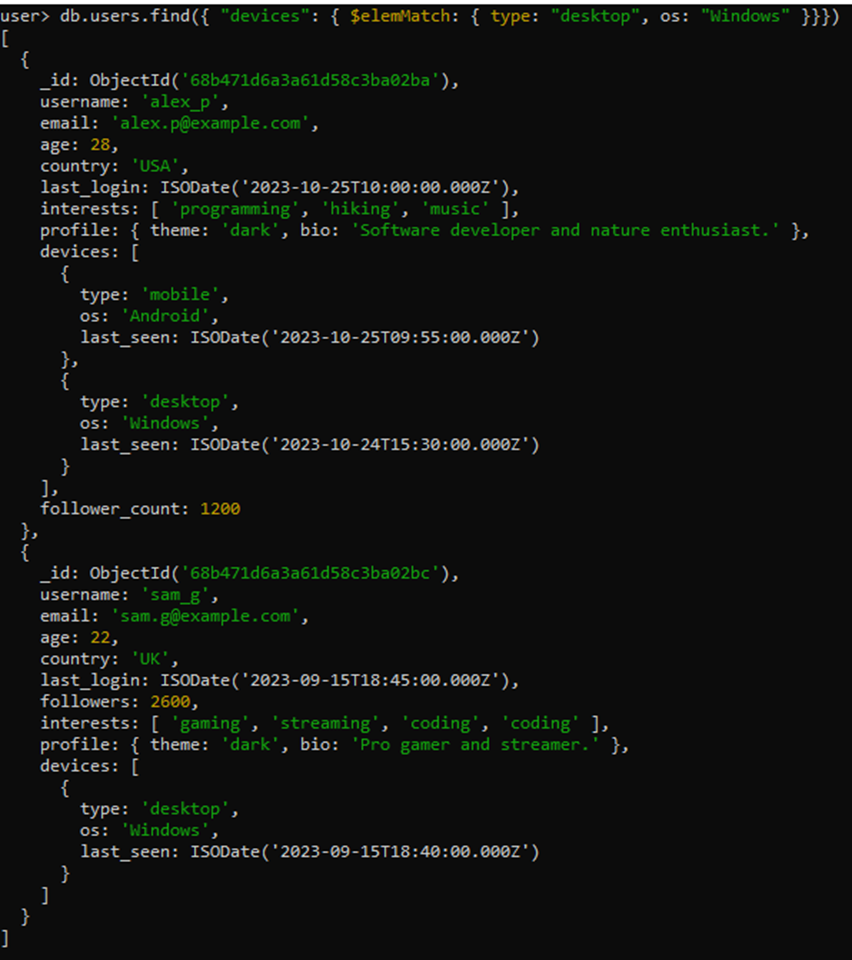 user> db.users.find({ "devices": { $elemMatch: { type: "desktop", os: "Windows" }}})
[
  {
    _id: ObjectId('68b471d6a3a61d58c3ba02ba'),
    username: 'alex_p',
    email: 'alex.p@example.com',
    age: 28,
    country: 'USA',
    last_login: ISODate('2023-10-25T10:00:00.000Z'),
    interests: [ 'programming', 'hiking', 'music' ],
    profile: { theme: 'dark', bio: 'Software developer and nature enthusiast.' },
    devices: [
      {
        type: 'mobile',
        os: 'Android',
        last_seen: ISODate('2023-10-25T09:55:00.000Z')
      },
      {
        type: 'desktop',
        os: 'Windows',
        last_seen: ISODate('2023-10-24T15:30:00.000Z')
      }
    ],
    follower_count: 1200
  },
  {
    _id: ObjectId('68b471d6a3a61d58c3ba02bc'),
    username: 'sam_g',
    email: 'sam.g@example.com',
    age: 22,
    country: 'UK',
    last_login: ISODate('2023-09-15T18:45:00.000Z'),
    followers: 2600,
    interests: [ 'gaming', 'streaming', 'coding', 'coding' ],
    profile: { theme: 'dark', bio: 'Pro gamer and streamer.' },
    devices: [
      {
        type: 'desktop',
        os: 'Windows',
        last_seen: ISODate('2023-09-15T18:40:00.000Z')
      }
    ]
  }
]